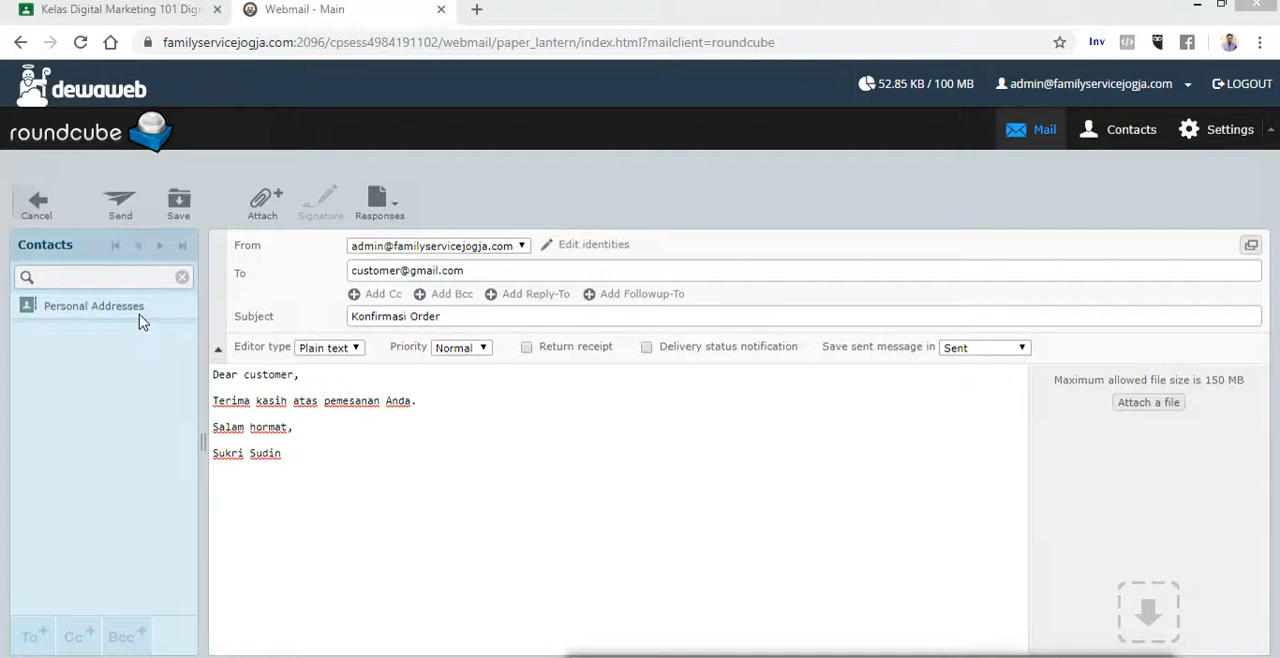 Kelas Digital Marketing 101 Digi
Webmail - Main
familyservicejogja.com:2096/cpsess4984191102/webmail/paper_lantern/index.html?mailclient=roundcube
Inv
dewaweb
52.85 KB / 100 MB
admin@familyservicejogja.com
LOGOUT
roundcube
Mail
Contacts
Settings
Cancel
Send
Save
Attach
Signature
Responses
Contacts
Personal Addresses
From
admin@familyservicejogja.com
Edit identities
To
customer@gmail.com
Add Cc
Add Bcc
Add Reply-To
Add Followup-To
Subject
Konfirmasi Order
Editor type
Plain text
Priority
Normal
Return receipt
Delivery status notification
Save sent message in
Sent
Dear customer,
Terima kasih atas pemesanan Anda.
Salam hormat,
Sukri Sudin
Maximum allowed file size is 150 MB
Attach a file
To+
Cc+
Bcc+